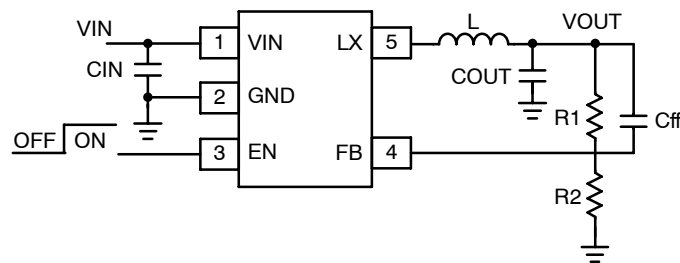 VIN
CIN
OFF
ON
1
VIN
2
GND
3
EN
LX
5
FB
4
L
VOUT
COUT
R1
Cff
R2